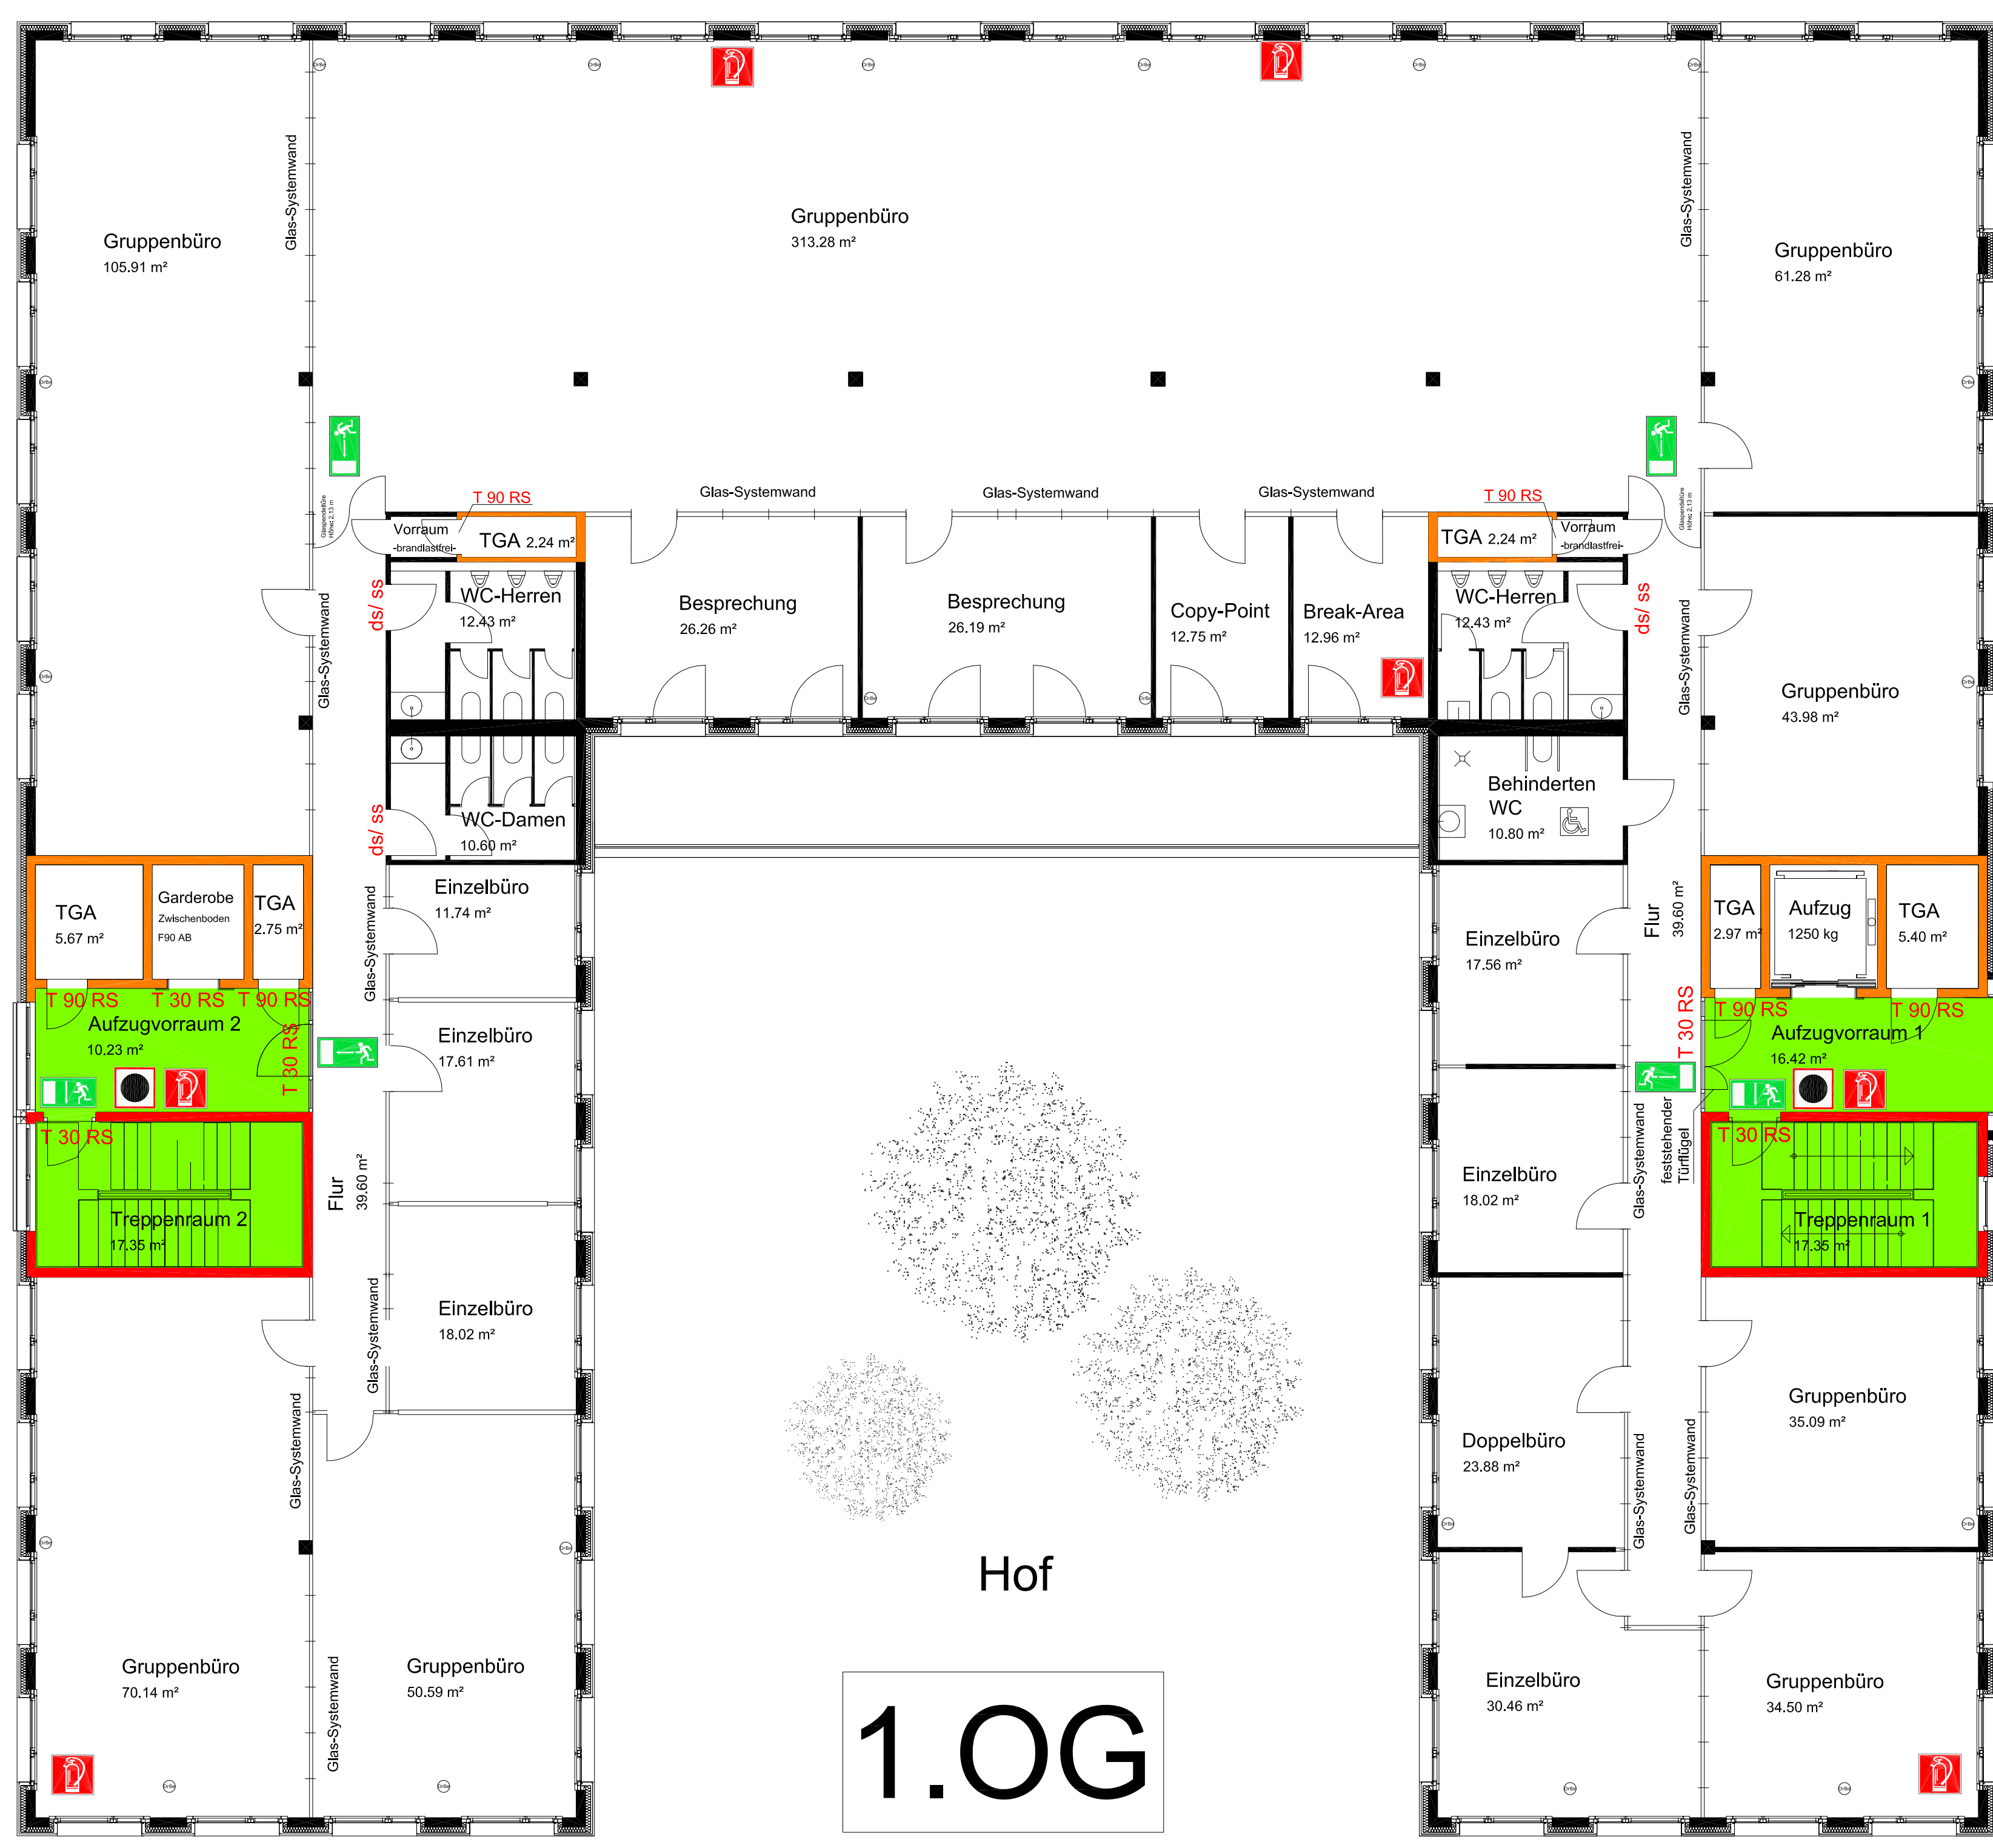 Glas-Systemwand
Glas-Systemwand
Gruppenbüro
105.91 m²
Gruppenbüro
313.28 m²
Gruppenbüro
61.28 m²
Glas-Systemwand
Glas-Systemwand
Glas-Systemwand
T 90 RS
T 90 RS
Glaspendeltüre
Höhe: 2,13 m
Glaspendeltüre
Höhe: 2,13 m
Vorraum
-brandlastfrei-
TGA 2.24 m²
TGA 2.24 m²
Vorraum
-brandlastfrei-
Glas-Systemwand
ds/ ss
WC-Herren
12.43 m²
Besprechung
26.26 m²
Besprechung
26.19 m²
Copy-Point
12.75 m²
Break-Area
12.96 m²
WC-Herren
12.43 m²
ds/ ss
Glas-Systemwand
Gruppenbüro
43.98 m²
ds/ ss
WC-Damen
10.60 m²
Behinderten
WC
10.80 m²
TGA
5.67 m²
Garderobe
Zwischenboden
F90 AB
TGA
2.75 m²
Glas-Systemwand
Einzelbüro
11.74 m²
Einzelbüro
17.56 m²
Flur
39.60 m²
TGA
2.97 m²
Aufzug
1250 kg
TGA
5.40 m²
T 90 RS
T 30 RS
T 90 RS
Aufzugvorraum 2
10.23 m²
T 30 RS
Einzelbüro
17.61 m²
T 30 RS
T 90 RS
T 90 RS
Aufzugvorraum 1
16.42 m²
T 30 RS
Treppenraum 2
17.35 m²
Flur
39.60 m²
Einzelbüro
18.02 m²
Glas-Systemwand
feststehender
Türflügel
T 30 RS
Treppenraum 1
17.35 m²
Glas-Systemwand
Einzelbüro
18.02 m²
Glas-Systemwand
Doppelbüro
23.88 m²
Glas-Systemwand
Glas-Systemwand
Gruppenbüro
35.09 m²
Hof
Gruppenbüro
70.14 m²
Glas-Systemwand
Gruppenbüro
50.59 m²
Einzelbüro
30.46 m²
Gruppenbüro
34.50 m²
1.OG